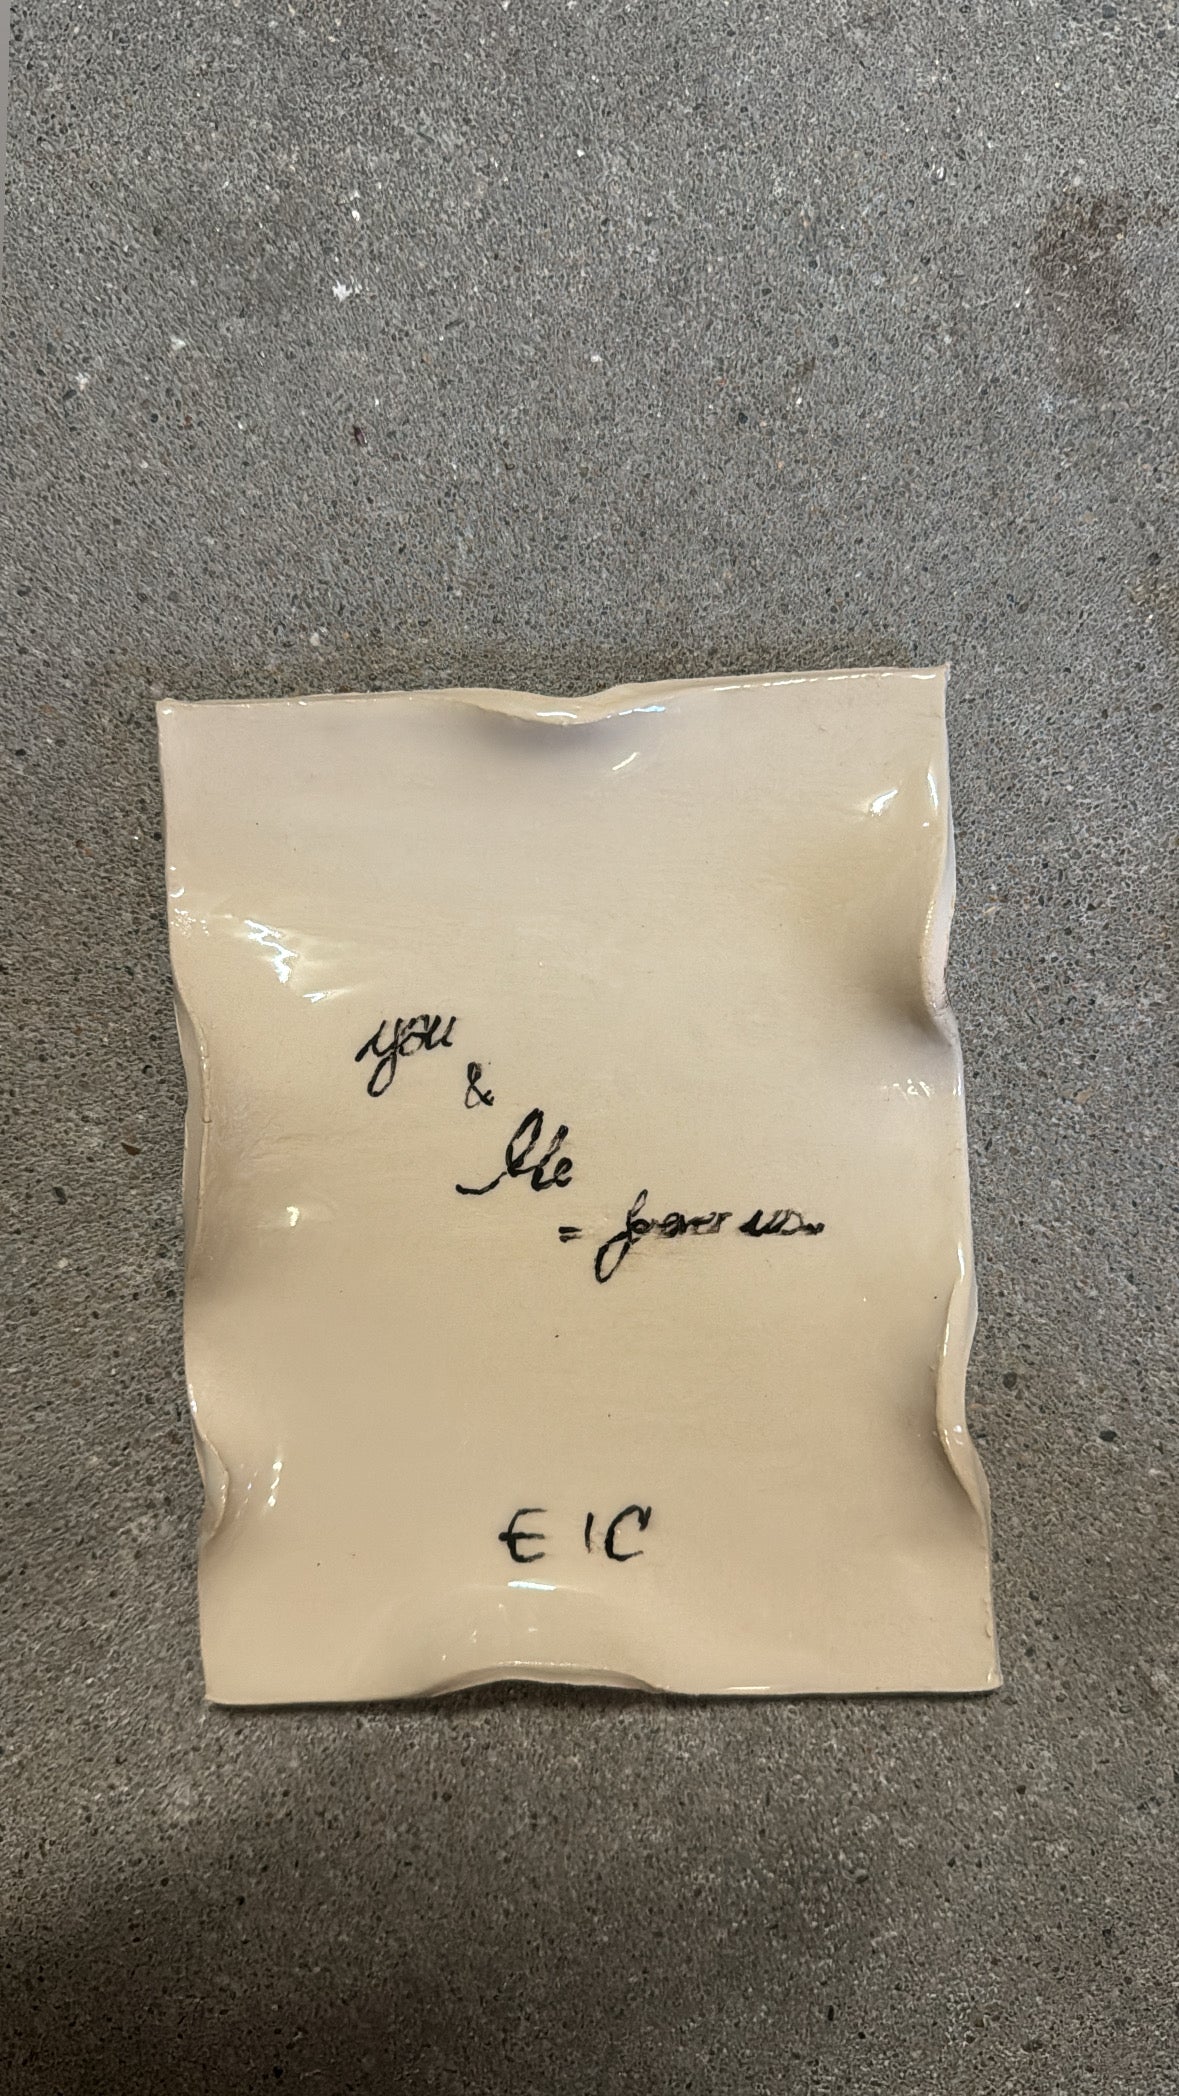 you
&
Me
= forever us
E I C